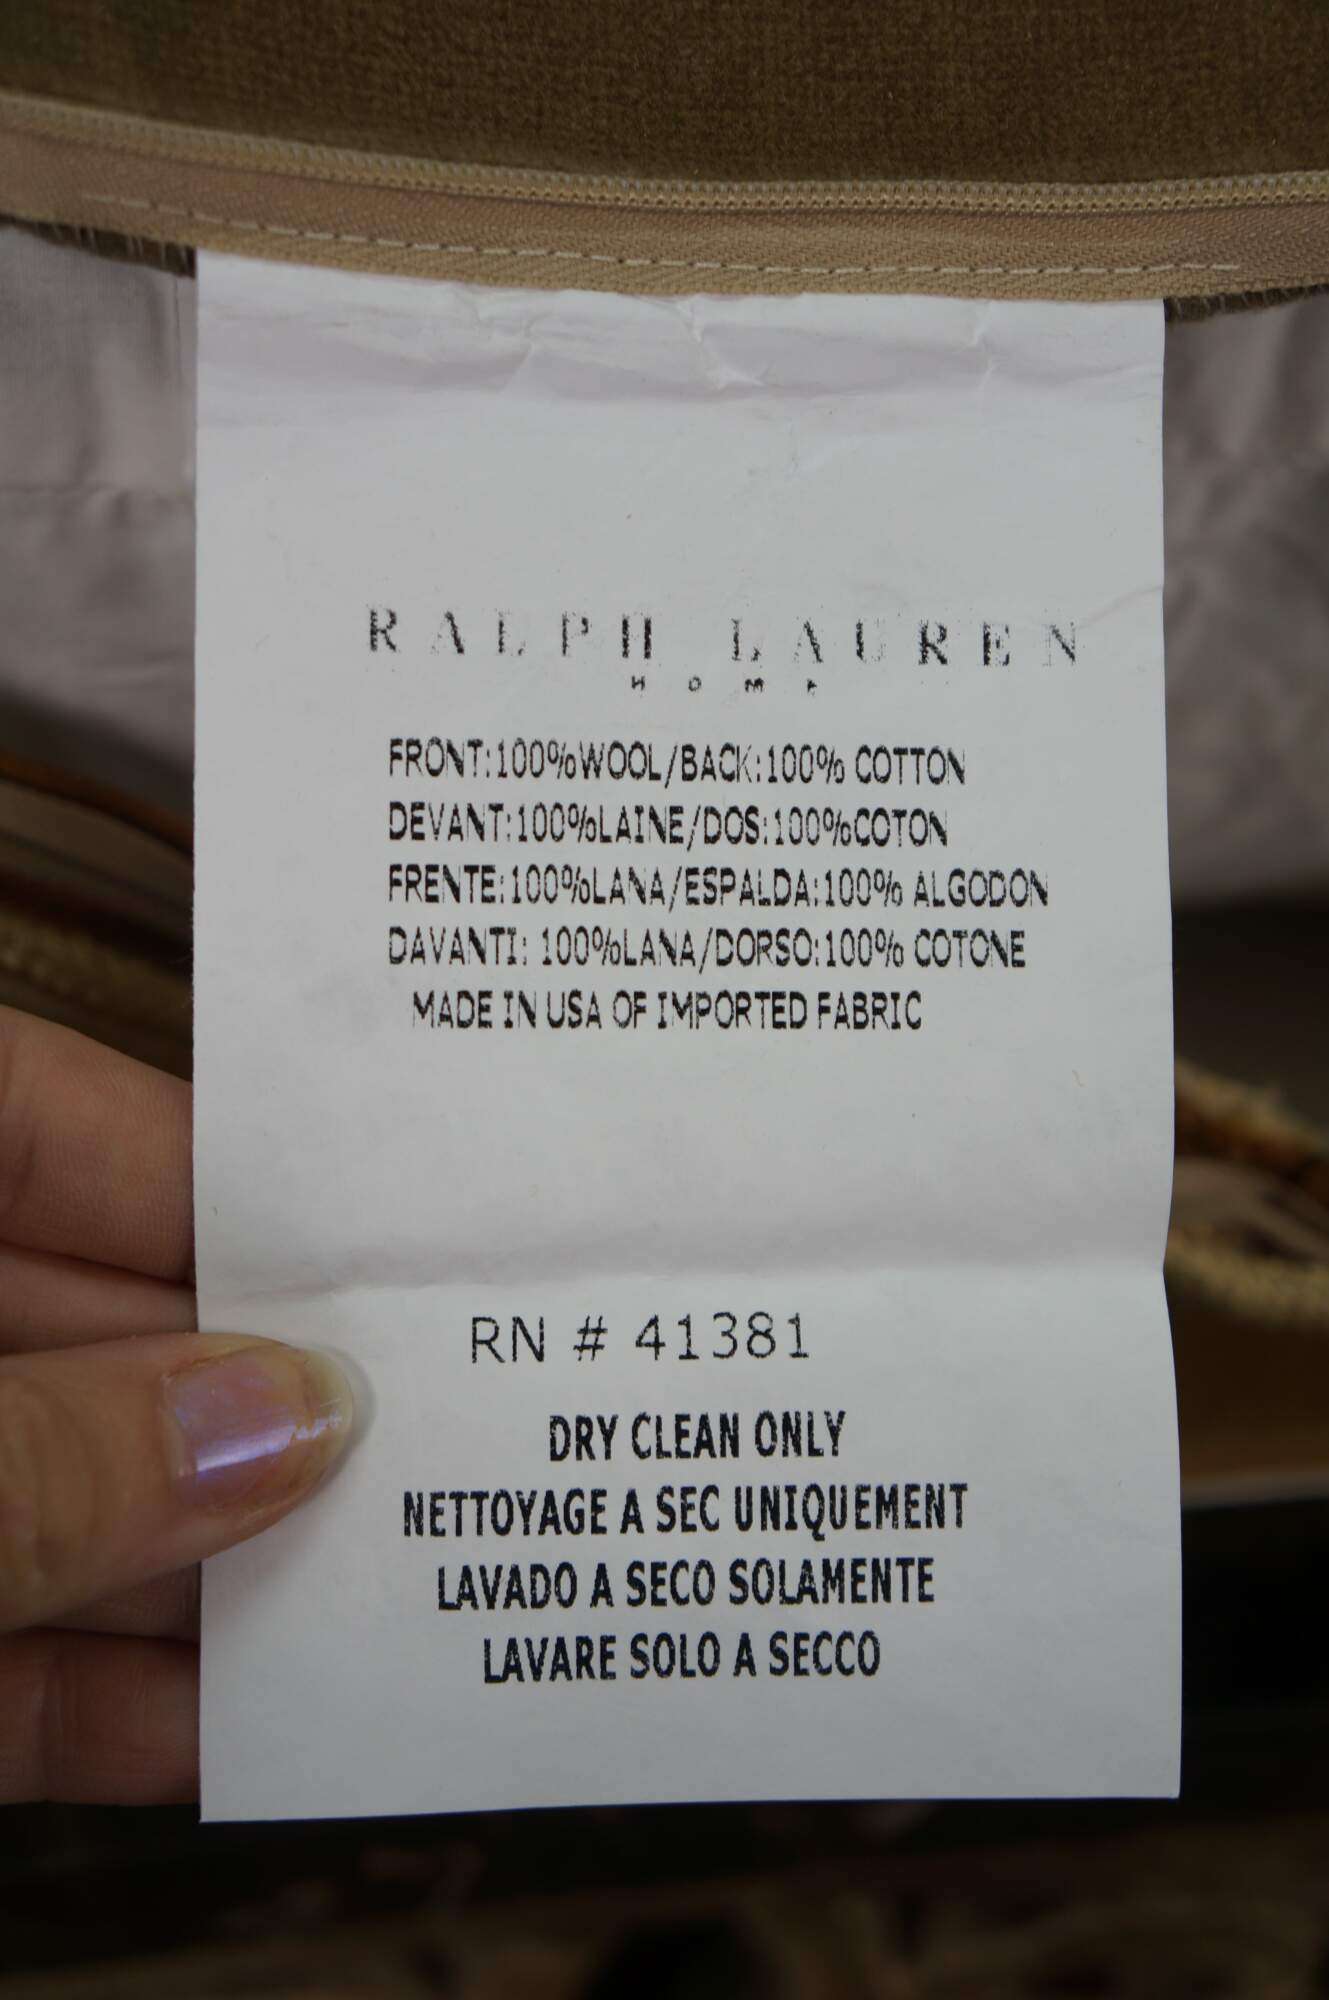 RALPH LAUREN
HOME
FRONT:100%WOOL/BACK:100% COTTON
DEVANT:100%LAINE/DOS:100%COTON
FRENTE:100%LANA/ESPALDA:100% ALGODON
DAVANTI: 100%LANA/DORSO:100% COTONE
MADE IN USA OF IMPORTED FABRIC
RN # 41381
DRY CLEAN ONLY
NETTOYAGE A SEC UNIQUEMENT
LAVADO A SECO SOLAMENTE
LAVARE SOLO A SECCO